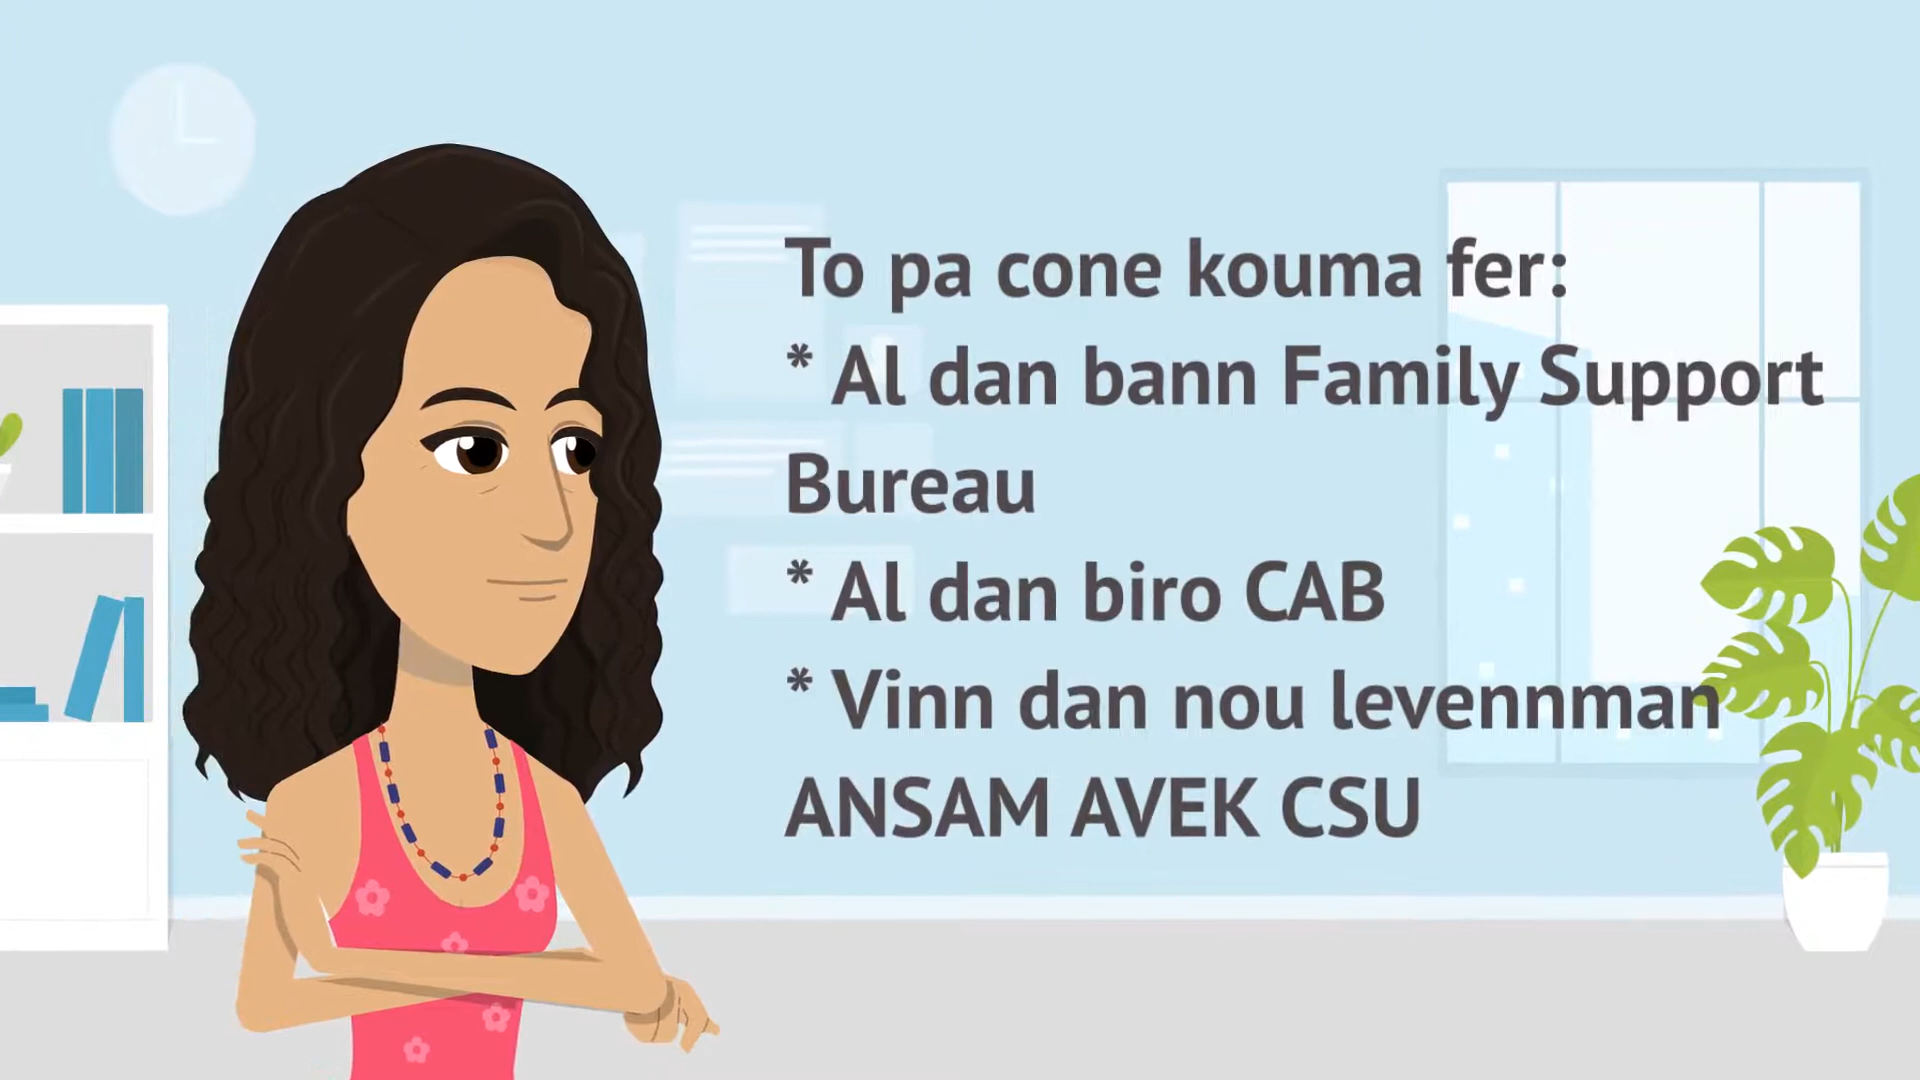 To pa cone kouma fer:
* Al dan bann Family Support
Bureau
* Al dan biro CAB
* Vinn dan nou levennman
ANSAM AVEK CSU